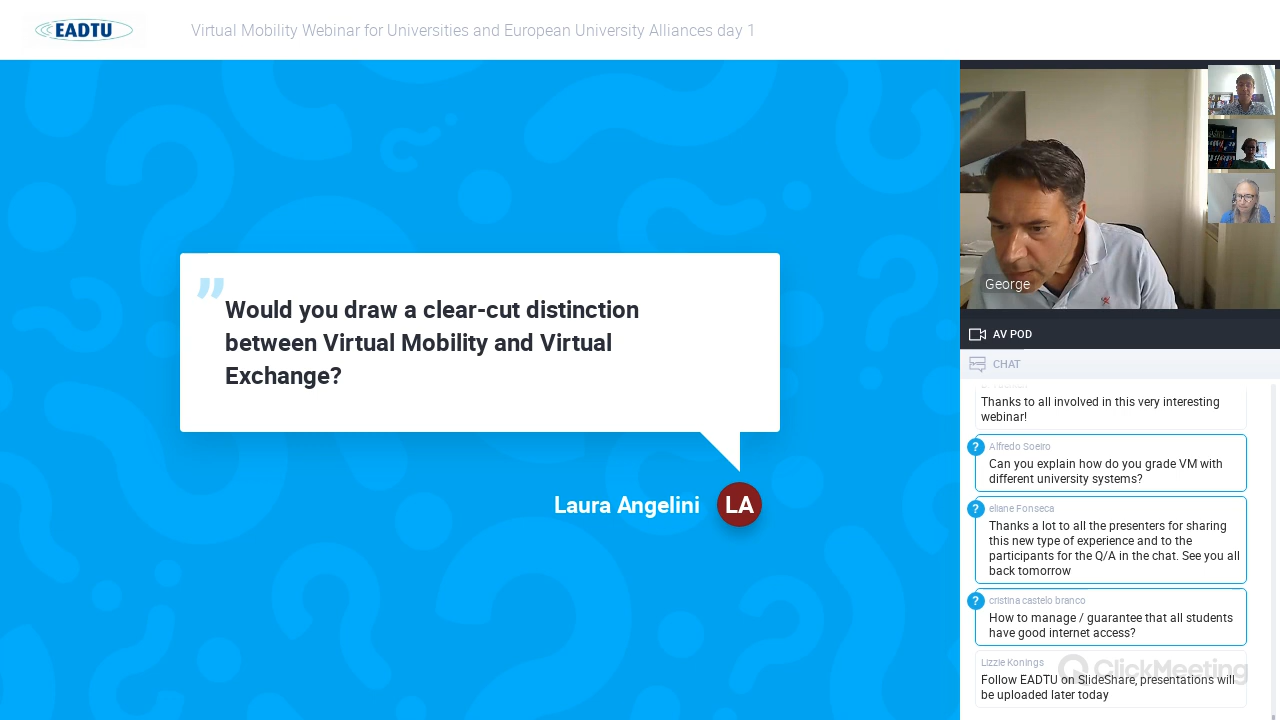 EADTU
Virtual Mobility Webinar for Universities and European University Alliances day 1
Would you draw a clear-cut distinction
between Virtual Mobility and Virtual
Exchange?
Laura Angelini
LA
George
AV POD
CHAT
Thanks to all involved in this very interesting
webinar!
? Alfredo Soeiro
Can you explain how do you grade VM with
different university systems?
? eliane Fonseca
Thanks a lot to all the presenters for sharing
this new type of experience and to the
participants for the Q/A in the chat. See you all
back tomorrow
? cristina castelo branco
How to manage / guarantee that all students
have good internet access?
Lizzie Konings
Follow EADTU on SlideShare, presentations will
be uploaded later today
ClickMeeting